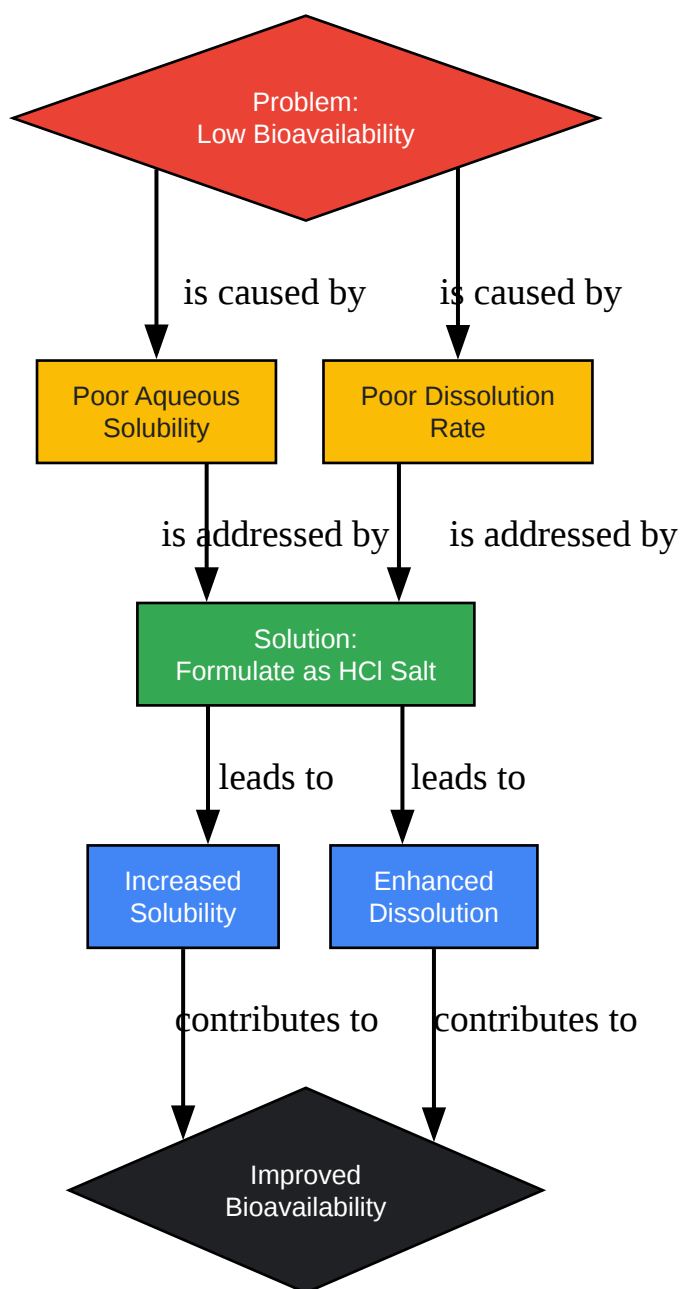 Problem:
Low Bioavailability
is caused by
is caused by
Poor Aqueous
Solubility
Poor Dissolution
Rate
is addressed by
is addressed by
Solution:
Formulate as HCl Salt
leads to
leads to
Increased
Solubility
Enhanced
Dissolution
contributes to
contributes to
Improved
Bioavailability